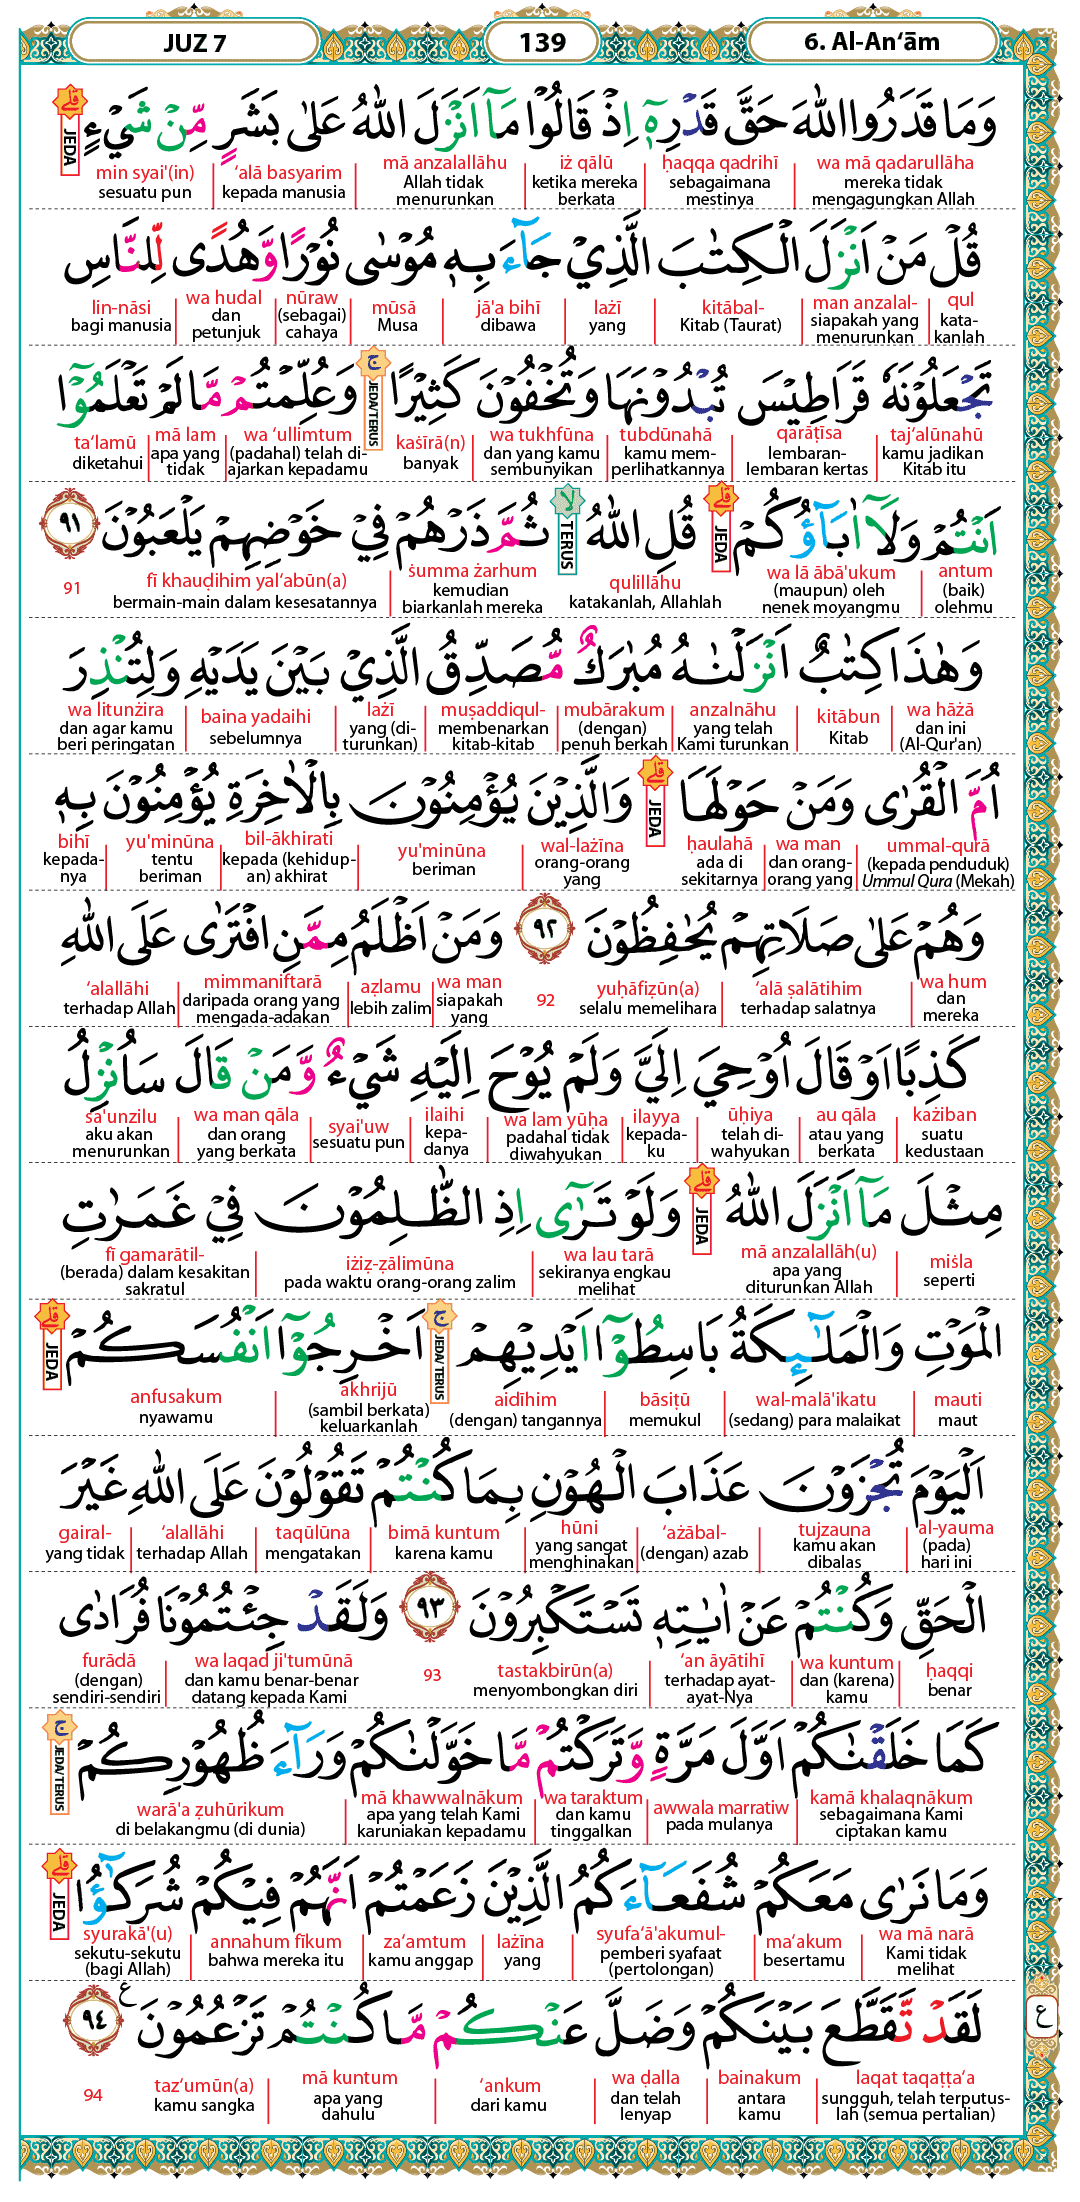 JUZ 7
139
6. Al-An‘ām
وَمَا قَدَرُوا اللّٰهَ حَقَّ قَدْرِهٖٓ اِذْ قَالُوْا مَآ اَنْزَلَ اللّٰهُ عَلٰى بَشَرٍ مِّنْ شَيْءٍۗ
JEDA
wa mā qadarullāha ḥaqqa qadrihī iż qālū mā anzalallāhu ‘alā basyarim min syai'(in)
mereka tidak mengagungkan Allah sebagaimana mestinya ketika mereka berkata Allah tidak menurunkan kepada manusia sesuatu pun
قُلْ مَنْ اَنْزَلَ الْكِتٰبَ الَّذِيْ جَاۤءَ بِهٖ مُوْسٰى نُوْرًا وَّهُدًى لِّلنَّاسِ
qul man anzalal- kitābal- lażī jā'a bihī mūsā nūraw wa hudal lin-nāsi
kata-kanlah siapakah yang menurunkan Kitab (Taurat) yang dibawa Musa (sebagai) cahaya dan petunjuk bagi manusia
تَجْعَلُوْنَهٗ قَرَاطِيْسَ تُبْدُوْنَهَا وَتُخْفُوْنَ كَثِيْرًاۚ وَعُلِّمْتُمْ مَّا لَمْ تَعْلَمُوْٓا
JEDA/TERUS
taj‘alūnahū qarāṭīsa tubdūnahā wa tukhfūna kaṡīrā(n) wa ‘ullimtum mā lam ta‘lamū
kamu jadikan Kitab itu lembaran-lembaran kertas kamu mem-perlihatkannya dan yang kamu sembunyikan banyak (padahal) telah di-ajarkan kepadamu apa yang tidak diketahui
اَنْتُمْ وَلَآ اٰبَاۤؤُكُمْۗ قُلِ اللّٰهُ ۙثُمَّ ذَرْهُمْ فِيْ خَوْضِهِمْ يَلْعَبُوْنَ ٩١
JEDA TERUS
antum wa lā ābā'ukum qulillāhu ṡumma żarhum fī khauḍihim yal‘abūn(a) 91
(baik) olehmu (maupun) oleh nenek moyangmu katakanlah, Allahlah kemudian biarkanlah mereka bermain-main dalam kesesatannya
وَهٰذَا كِتٰبٌ اَنْزَلْنٰهُ مُبٰرَكٌ مُّصَدِّقُ الَّذِيْ بَيْنَ يَدَيْهِ وَلِتُنْذِرَ
wa hāżā kitābun anzalnāhu mubārakum muṣaddiqul- lażī baina yadaihi wa litunżira
dan ini (Al-Qur'an) Kitab yang telah Kami turunkan (dengan) penuh berkah membenarkan kitab-kitab yang (di-turunkan) sebelumnya dan agar kamu beri peringatan
اُمَّ الْقُرٰى وَمَنْ حَوْلَهَاۗ وَالَّذِيْنَ يُؤْمِنُوْنَ بِالْاٰخِرَةِ يُؤْمِنُوْنَ بِهٖ
JEDA
ummal-qurā wa man ḥaulahā wal-lażīna yu'minūna bil-ākhirati yu'minūna bihī
(kepada penduduk) Ummul Qura (Mekah) dan orang-orang yang ada di sekitarnya orang-orang yang beriman kepada (kehidup-an) akhirat tentu beriman kepada-nya
وَهُمْ عَلٰى صَلَاتِهِمْ يُحٰفِظُوْنَ ٩٢ وَمَنْ اَظْلَمُ مِمَّنِ افْتَرٰى عَلَى اللّٰهِ
wa hum ‘alā ṣalātihim yuḥāfiẓūn(a) 92 wa man aẓlamu mimmaniftarā ‘alallāhi
dan mereka terhadap salatnya selalu memelihara siapakah yang lebih zalim daripada orang yang mengada-adakan terhadap Allah
كَذِبًا اَوْ قَالَ اُوْحِيَ اِلَيَّ وَلَمْ يُوْحَ اِلَيْهِ شَيْءٌ وَّمَنْ قَالَ سَاُنْزِلُ
każiban au qāla ūḥiya ilayya wa lam yūḥa ilaihi syai'uw wa man qāla sa'unzilu
suatu kedustaan atau yang berkata telah di-wahyukan kepada-ku padahal tidak diwahyukan kepa-danya sesuatu pun dan orang yang berkata aku akan menurunkan
مِثْلَ مَآ اَنْزَلَ اللّٰهُۗ وَلَوْ تَرٰٓى اِذِ الظّٰلِمُوْنَ فِيْ غَمَرٰتِ
JEDA
miṡla mā anzalallāh(u) wa lau tarā iżiẓ-ẓālimūna fī gamarātil-
seperti apa yang diturunkan Allah sekiranya engkau melihat pada waktu orang-orang zalim (berada) dalam kesakitan sakratul
الْمَوْتِ وَالْمَلٰۤىِٕكَةُ بَاسِطُوْٓا اَيْدِيْهِمْۚ اَخْرِجُوْٓا اَنْفُسَكُمْۗ
JEDA/TERUS JEDA
mauti wal-malā'ikatu bāsiṭū aidīhim akhrijū anfusakum
maut (sedang) para malaikat memukul (dengan) tangannya (sambil berkata) keluarkanlah nyawamu
اَلْيَوْمَ تُجْزَوْنَ عَذَابَ الْهُوْنِ بِمَا كُنْتُمْ تَقُوْلُوْنَ عَلَى اللّٰهِ غَيْرَ
al-yauma tujzauna ‘ażābal- hūni bimā kuntum taqūlūna ‘alallāhi gairal-
(pada) hari ini kamu akan dibalas (dengan) azab yang sangat menghinakan karena kamu mengatakan terhadap Allah yang tidak
الْحَقِّ وَكُنْتُمْ عَنْ اٰيٰتِهٖ تَسْتَكْبِرُوْنَ ٩٣ وَلَقَدْ جِئْتُمُوْنَا فُرَادٰى
ḥaqqi wa kuntum ‘an āyātihī tastakbirūn(a) 93 wa laqad ji'tumūnā furādā
benar dan (karena) kamu terhadap ayat-ayat-Nya menyombongkan diri dan kamu benar-benar datang kepada Kami (dengan) sendiri-sendiri
كَمَا خَلَقْنٰكُمْ اَوَّلَ مَرَّةٍ وَّتَرَكْتُمْ مَّا خَوَّلْنٰكُمْ وَرَاۤءَ ظُهُوْرِكُمْۚ
JEDA/TERUS
kamā khalaqnākum awwala marratiw wa taraktum mā khawwalnākum warā'a ẓuhūrikum
sebagaimana Kami ciptakan kamu pada mulanya dan kamu tinggalkan apa yang telah Kami karuniakan kepadamu di belakangmu (di dunia)
وَمَا نَرٰى مَعَكُمْ شُفَعَاۤءَكُمُ الَّذِيْنَ زَعَمْتُمْ اَنَّهُمْ فِيْكُمْ شُرَكٰۤؤُاۗ
JEDA
wa mā narā ma‘akum syufa‘ā'akumul- lażīna za‘amtum annahum fīkum syurakā'(u)
Kami tidak melihat besertamu pemberi syafaat (pertolongan) yang kamu anggap bahwa mereka itu sekutu-sekutu (bagi Allah)
لَقَدْ تَّقَطَّعَ بَيْنَكُمْ وَضَلَّ عَنْكُمْ مَّا كُنْتُمْ تَزْعُمُوْنَ ࣖ ٩٤
ع
laqat taqaṭṭa‘a bainakum wa ḍalla ‘ankum mā kuntum taz‘umūn(a) 94
sungguh, telah terputus-lah (semua pertalian) antara kamu dan telah lenyap dari kamu apa yang dahulu kamu sangka